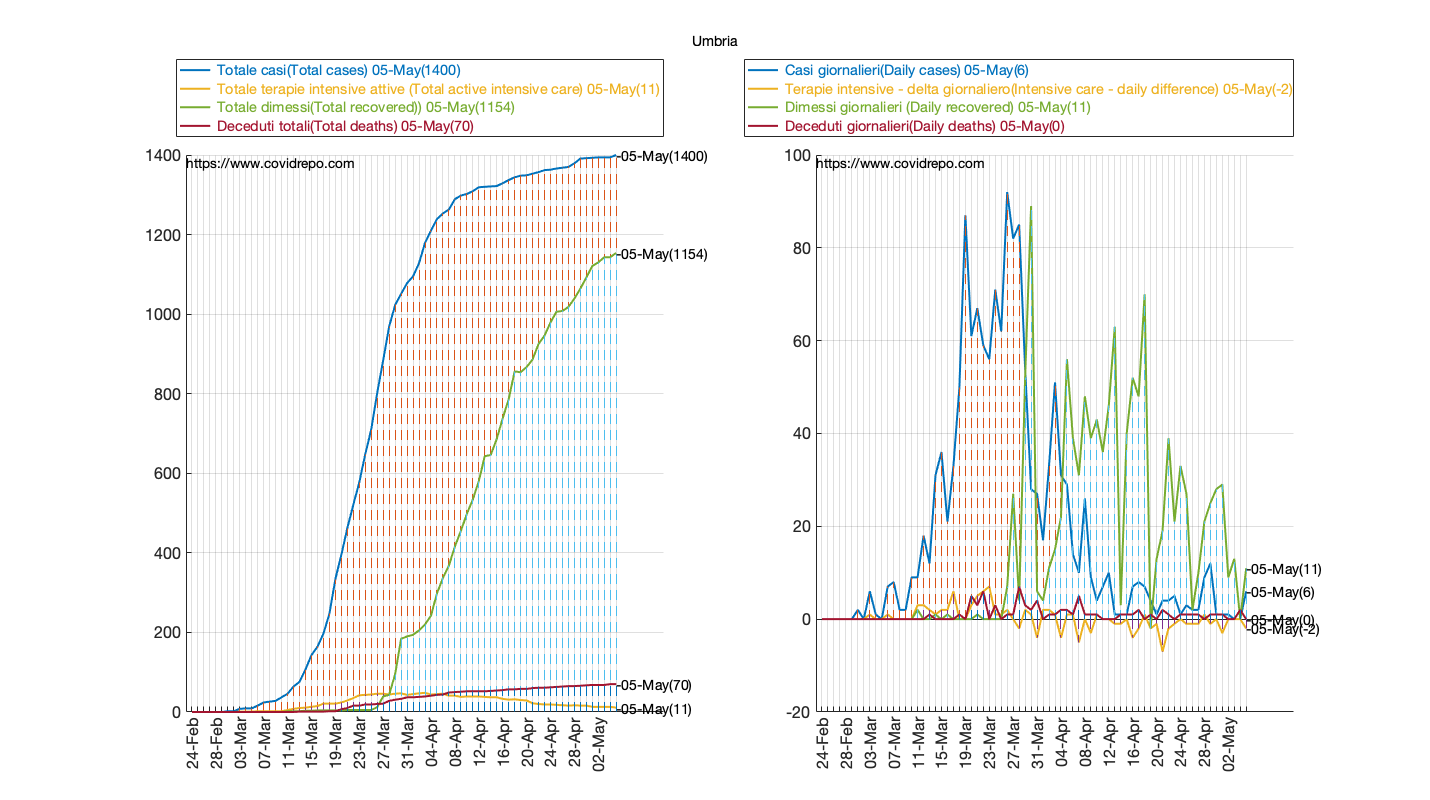 Umbria
Totale casi(Total cases) 05-May(1400)
Totale terapie intensive attive (Total active intensive care) 05-May(11)
Totale dimessi(Total recovered)) 05-May(1154)
Deceduti totali(Total deaths) 05-May(70)
1400
1200
1000
800
600
400
200
0
https://www.covidrepo.com
-05-May(1400)
-05-May(1154)
-05-May(70)
-05-May(11)
24-Feb
28-Feb
03-Mar
07-Mar
11-Mar
15-Mar
19-Mar
23-Mar
27-Mar
31-Mar
04-Apr
08-Apr
12-Apr
16-Apr
20-Apr
24-Apr
28-Apr
02-May
Casi giornalieri(Daily cases) 05-May(6)
Terapie intensive - delta giornaliero(Intensive care - daily difference) 05-May(-2)
Dimessi giornalieri (Daily recovered) 05-May(11)
Deceduti giornalieri(Daily deaths) 05-May(0)
100
80
60
40
20
0
-20
https://www.covidrepo.com
-05-May(11)
-05-May(6)
-05-May(0)
-05-May(-2)
24-Feb
28-Feb
03-Mar
07-Mar
11-Mar
15-Mar
19-Mar
23-Mar
27-Mar
31-Mar
04-Apr
08-Apr
12-Apr
16-Apr
20-Apr
24-Apr
28-Apr
02-May